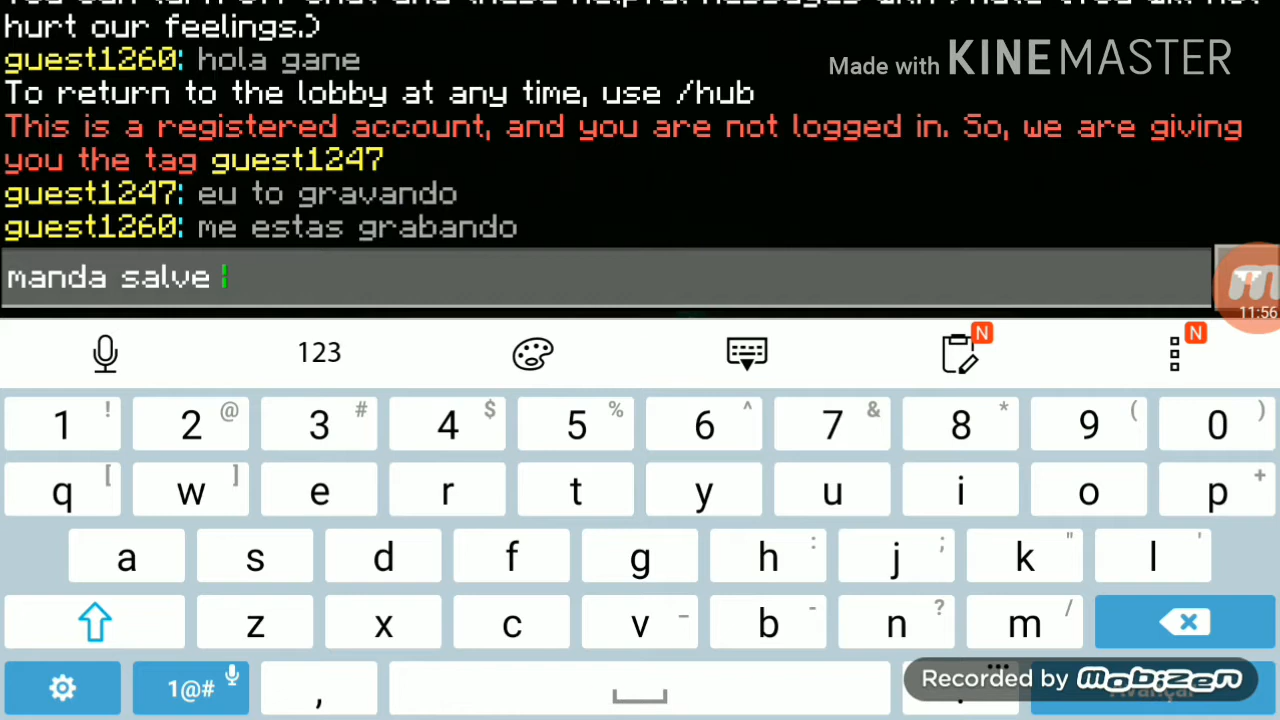 hurt our feelings.)
guest1260: hola gane
Made with KINEMASTER
To return to the lobby at any time, use /hub
This is a registered account, and you are not logged in. So, we are giving
you the tag guest1247
guest1247: eu to gravando
guest1260: me estas grabando
manda salve
11:56
123
N
N
1 ! 2 @ 3 # 4 $ 5 % 6 ^ 7 & 8 * 9 ( 0 )
q [ w ] e r t y u i o p +
a s d f g h : j ; k " l '
z x c v _ b - n ? m /
1@# , .
Recorded by mobizen